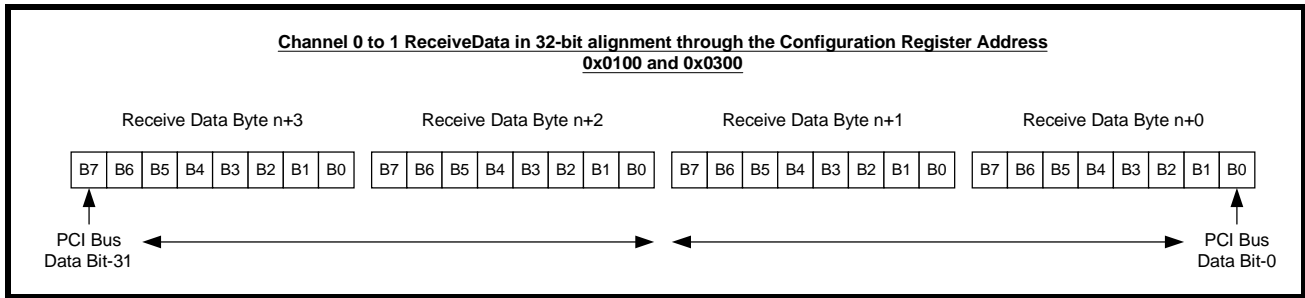 Channel 0 to 1 ReceiveData in 32-bit alignment through the Configuration Register Address
0x0100 and 0x0300
Receive Data Byte n+3 Receive Data Byte n+2 Receive Data Byte n+1 Receive Data Byte n+0
B7 B6 B5 B4 B3 B2 B1 B0 B7 B6 B5 B4 B3 B2 B1 B0 B7 B6 B5 B4 B3 B2 B1 B0 B7 B6 B5 B4 B3 B2 B1 B0
PCI Bus
Data Bit-31
PCI Bus
Data Bit-0